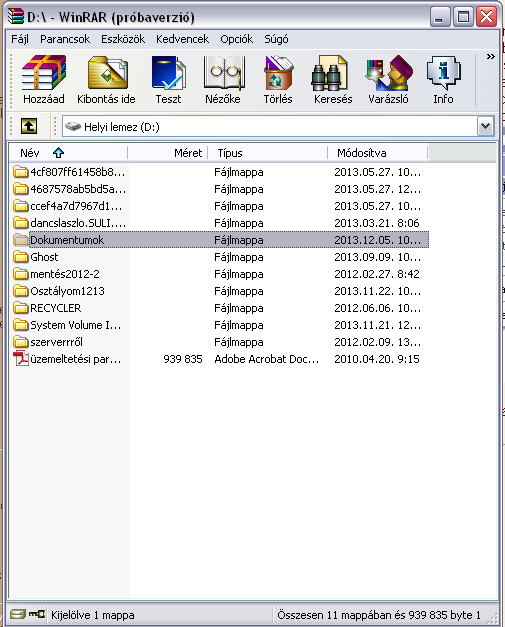 D:\ - WinRAR (próbaverzió)
Fájl Parancsok Eszközök Kedvencek Opciók Súgó
Hozzáad Kibontás ide Teszt Nézőke Törlés Keresés Varázsló Info »
Helyi lemez (D:)
Név Méret Típus Módosítva
4cf807ff61458b8... Fájlmappa 2013.05.27. 10...
4687578ab5bd5a... Fájlmappa 2013.05.27. 12...
ccef4a7d7967d1... Fájlmappa 2013.05.27. 10...
dancslaszlo.SULI.... Fájlmappa 2013.03.21. 8:06
Dokumentumok Fájlmappa 2013.12.05. 10...
Ghost Fájlmappa 2013.09.09. 10...
mentés2012-2 Fájlmappa 2012.02.27. 8:42
Osztályom1213 Fájlmappa 2013.11.22. 10...
RECYCLER Fájlmappa 2012.06.06. 10...
System Volume I... Fájlmappa 2013.11.21. 12...
szerverrről Fájlmappa 2012.02.09. 13...
üzemeltetési par... 939 835 Adobe Acrobat Doc... 2010.04.20. 9:15
Kijelölve 1 mappa Összesen 11 mappában és 939 835 byte 1